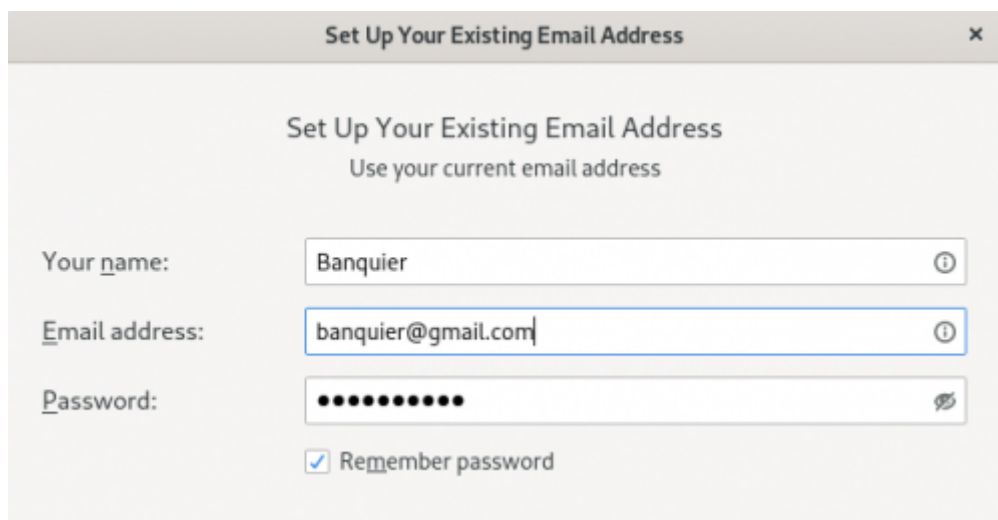 Set Up Your Existing Email Address
Set Up Your Existing Email Address
Use your current email address
Your name: Banquier
Email address: banquier@gmail.com
Password: ••••••••••
Remember password